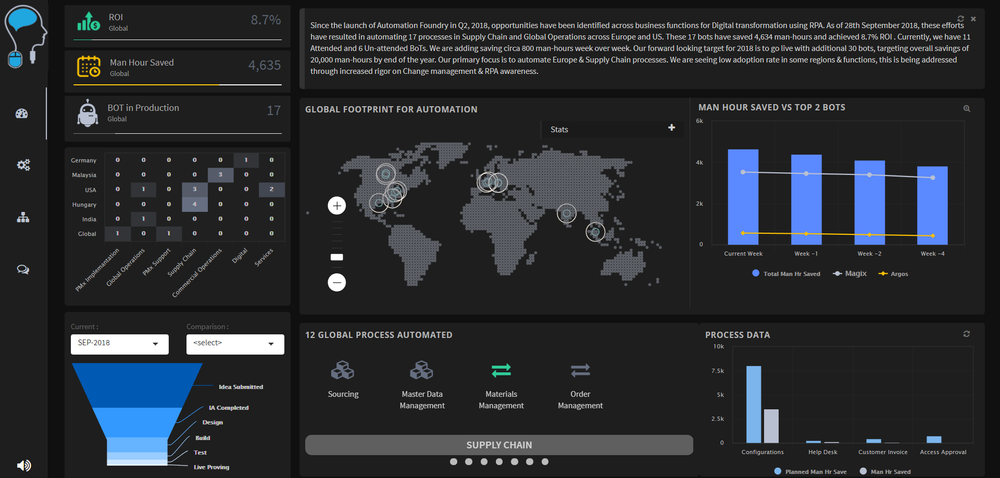 ROI
Global
8.7%
Man Hour Saved
Global
4,635
BOT in Production
Global
17
Since the launch of Automation Foundry in Q2, 2018, opportunities have been identified across business functions for Digital transformation using RPA. As of 28th September 2018, these efforts
have resulted in automating 17 processes in Supply Chain and Global Operations across Europe and US. These 17 bots have saved 4,634 man-hours and achieved 8.7% ROI . Currently, we have 11
Attended and 6 Un-attended BoTs. We are adding saving circa 800 man-hours week over week. Our forward looking target for 2018 is to go live with additional 30 bots, targeting overall savings of
20,000 man-hours by end of the year. Our primary focus is to automate Europe & Supply Chain processes. We are seeing low adoption rate in some regions & functions, this is being addressed
through increased rigor on Change management & RPA awareness.
Germany 0 0 0 0 0 1 0
Malaysia 0 0 0 0 3 0 0
USA 0 1 0 3 0 0 2
Hungary 0 0 0 4 0 0 0
India 0 1 0 0 0 0 0
Global 1 0 1 0 0 0 0
PMx Implementation
Global Operations
PMx Support
Supply Chain
Commercial Operations
Digital
Services
GLOBAL FOOTPRINT FOR AUTOMATION
Stats +
+
−
MAN HOUR SAVED VS TOP 2 BOTS
6k
4k
2k
0
Current Week Week -1 Week -2 Week -4
Total Man Hr Saved Magix Argos
Current :
Comparison :
SEP-2018
<select>
Idea Submitted
IA Completed
Design
Build
Test
Live Proving
12 GLOBAL PROCESS AUTOMATED
Sourcing
Master Data
Management
Materials
Management
Order
Management
SUPPLY CHAIN
PROCESS DATA
10k
7.5k
5k
2.5k
0
Configurations Help Desk Customer Invoice Access Approval
Planned Man Hr Save Man Hr Saved